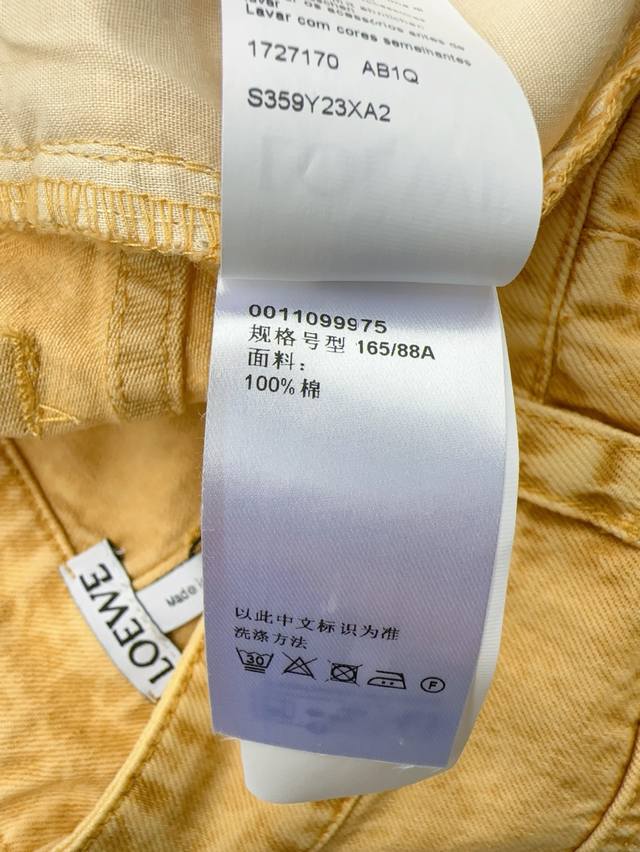 Lavar com cores semelhantes
1727170 AB1Q
S359Y23XA2
0011099975
规格号型 165/88A
面料：
100% 棉
以此中文标识为准
洗涤方法
30
F
LOEWE
Made in